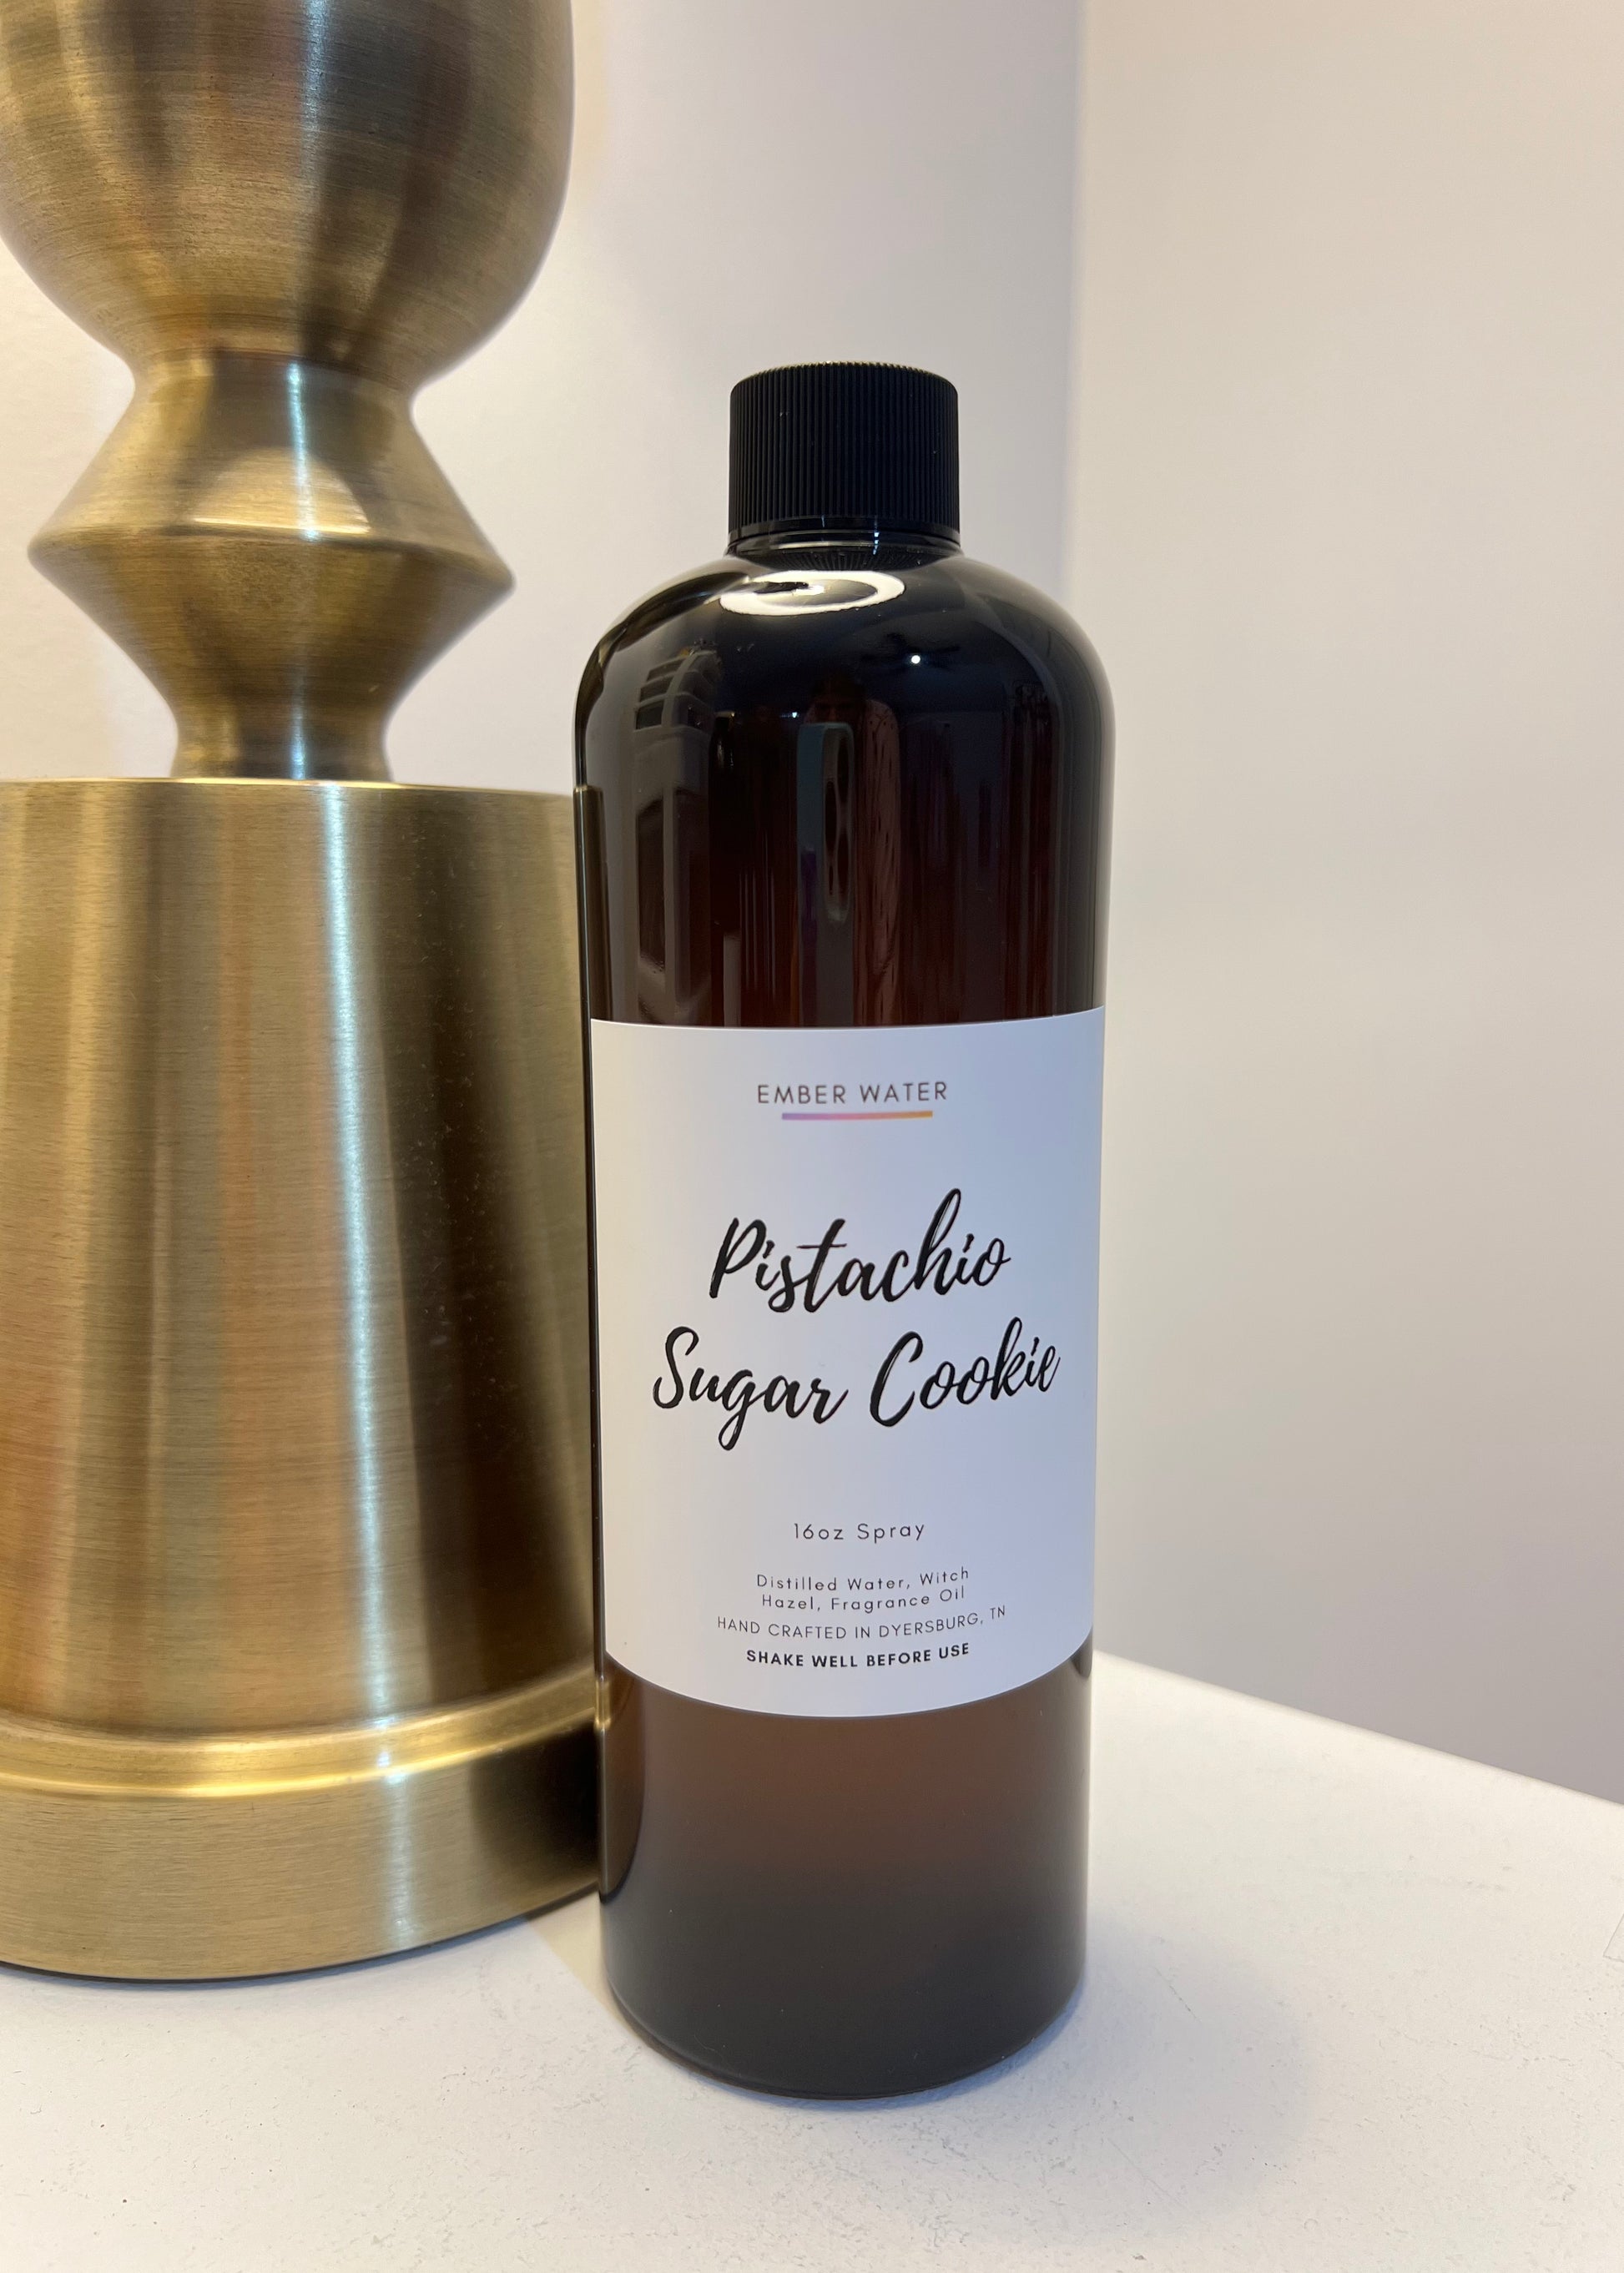 EMBER WATER
Pistachio
Sugar Cookie
16oz Spray
Distilled Water, Witch
Hazel, Fragrance Oil
HAND CRAFTED IN DYERSBURG, TN
SHAKE WELL BEFORE USE